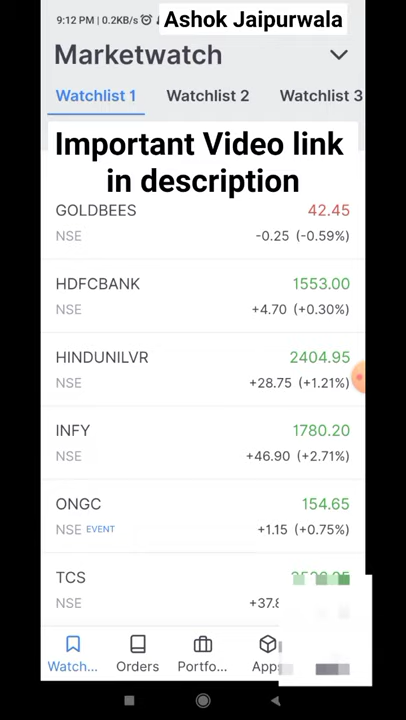 9:12 PM | 0.2KB/s
Ashok Jaipurwala
Marketwatch
Watchlist 1 Watchlist 2 Watchlist 3
Important Video link
in description
GOLDBEES 42.45
NSE -0.25 (-0.59%)
HDFCBANK 1553.00
NSE +4.70 (+0.30%)
HINDUNILVR 2404.95
NSE +28.75 (+1.21%)
INFY 1780.20
NSE +46.90 (+2.71%)
ONGC 154.65
NSE EVENT +1.15 (+0.75%)
TCS
NSE +37.8
Watch... Orders Portfo... Apps